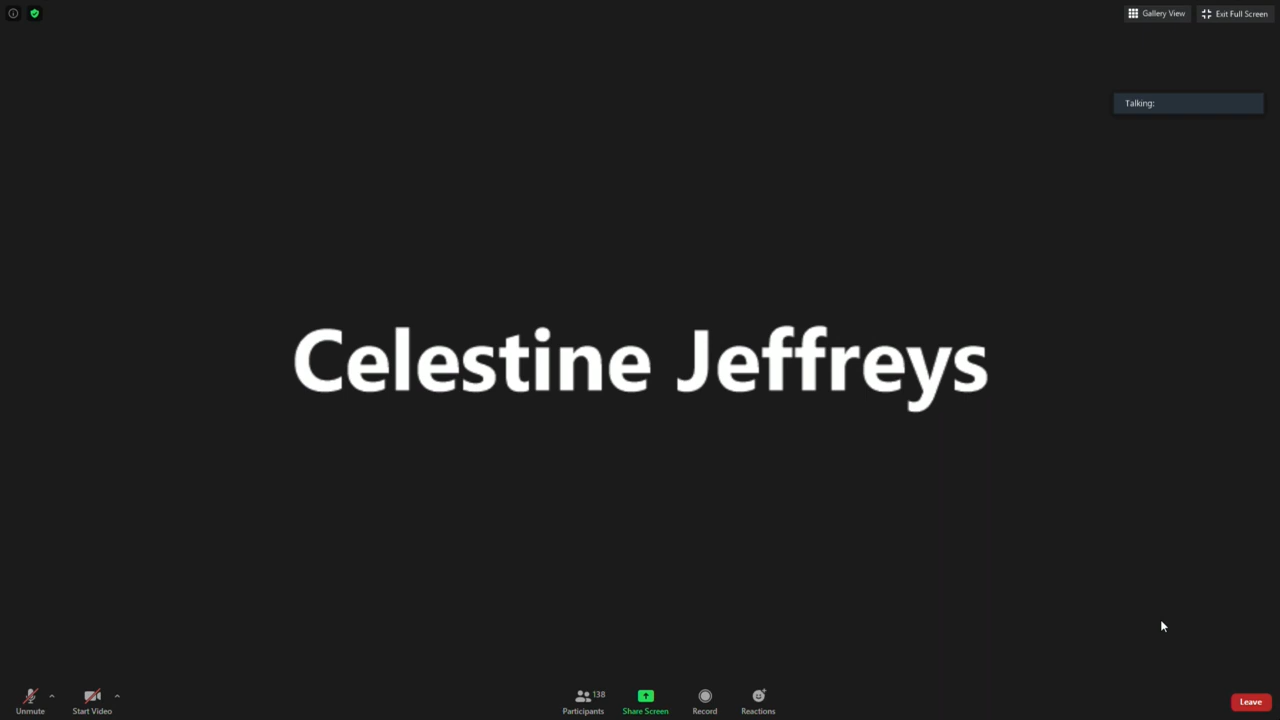 Gallery View
Exit Full Screen
Talking:
Celestine Jeffreys
Unmute
Start Video
138
Participants
Share Screen
Record
Reactions
Leave